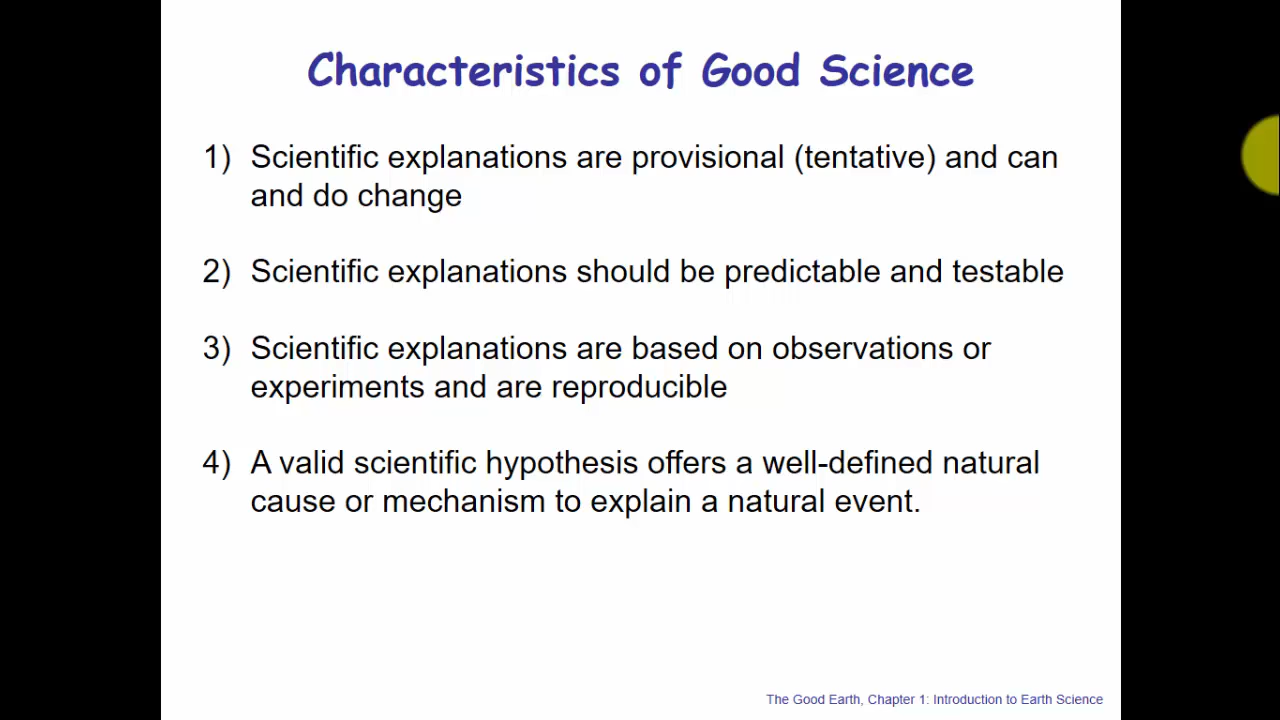 Characteristics of Good Science
1) Scientific explanations are provisional (tentative) and can
and do change
2) Scientific explanations should be predictable and testable
3) Scientific explanations are based on observations or
experiments and are reproducible
4) A valid scientific hypothesis offers a well-defined natural
cause or mechanism to explain a natural event.
The Good Earth, Chapter 1: Introduction to Earth Science